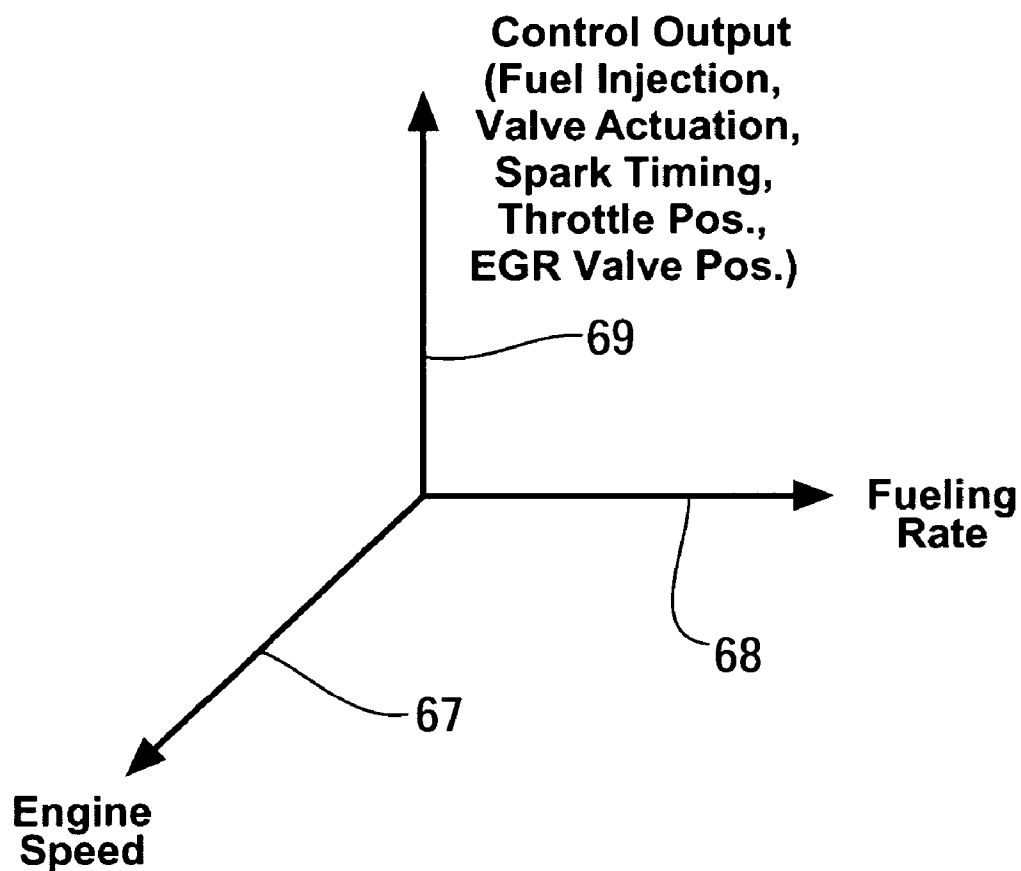 Control Output
(Fuel Injection,
Valve Actuation,
Spark Timing,
Throttle Pos.,
EGR Valve Pos.)
69
Fueling
Rate
68
67
Engine
Speed